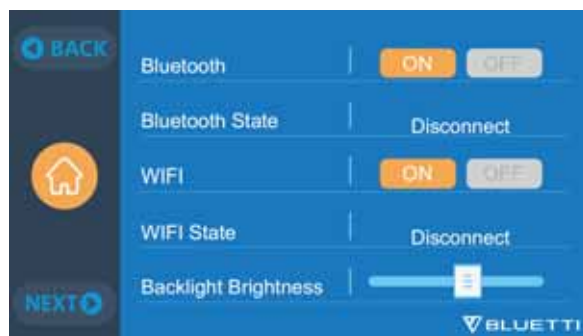 BACK
Bluetooth ON OFF
Bluetooth State Disconnect
WIFI ON OFF
WIFI State Disconnect
Backlight Brightness
NEXT
BLUETTI